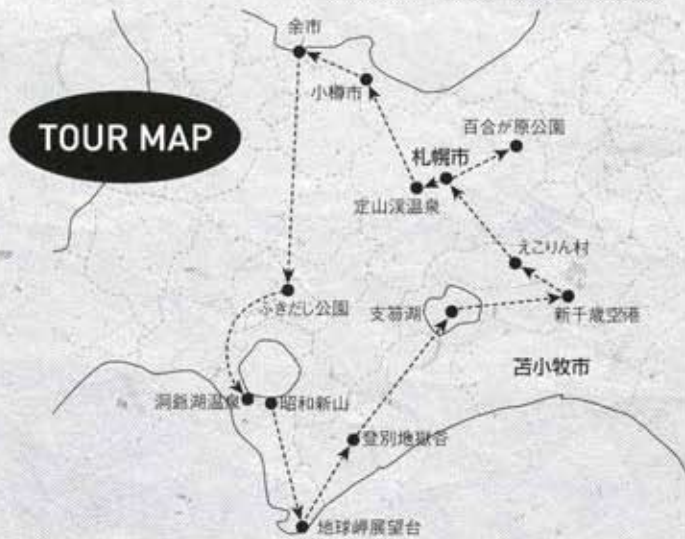 余市
小樽市
TOUR MAP
百合が原公園
札幌市
定山渓温泉
えこりん村
ふきだし公園
支笏湖
新千歳空港
苫小牧市
洞爺湖温泉
昭和新山
登別地獄谷
地球岬展望台